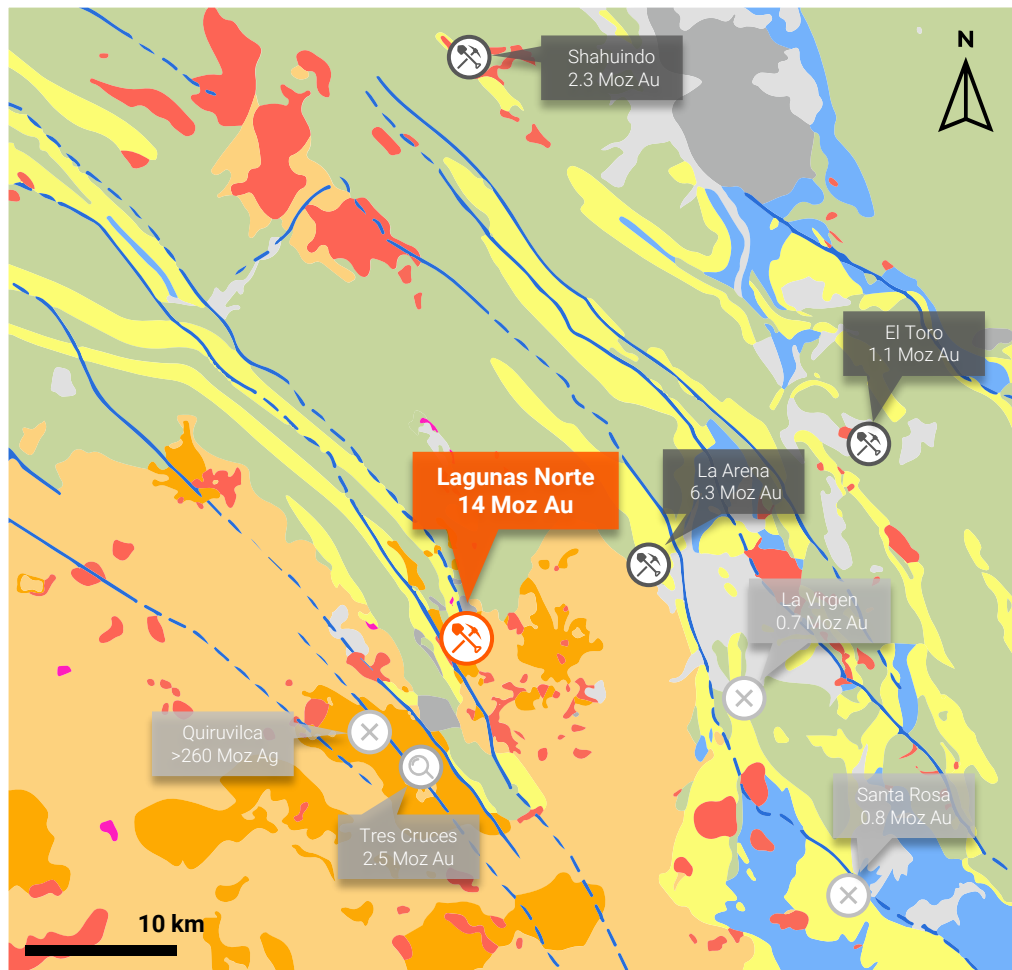 Shahuindo
2.3 Moz Au
N
El Toro
1.1 Moz Au
La Arena
6.3 Moz Au
Lagunas Norte
14 Moz Au
La Virgen
0.7 Moz Au
Quiruvilca
>260 Moz Ag
Santa Rosa
0.8 Moz Au
Tres Cruces
2.5 Moz Au
10 km